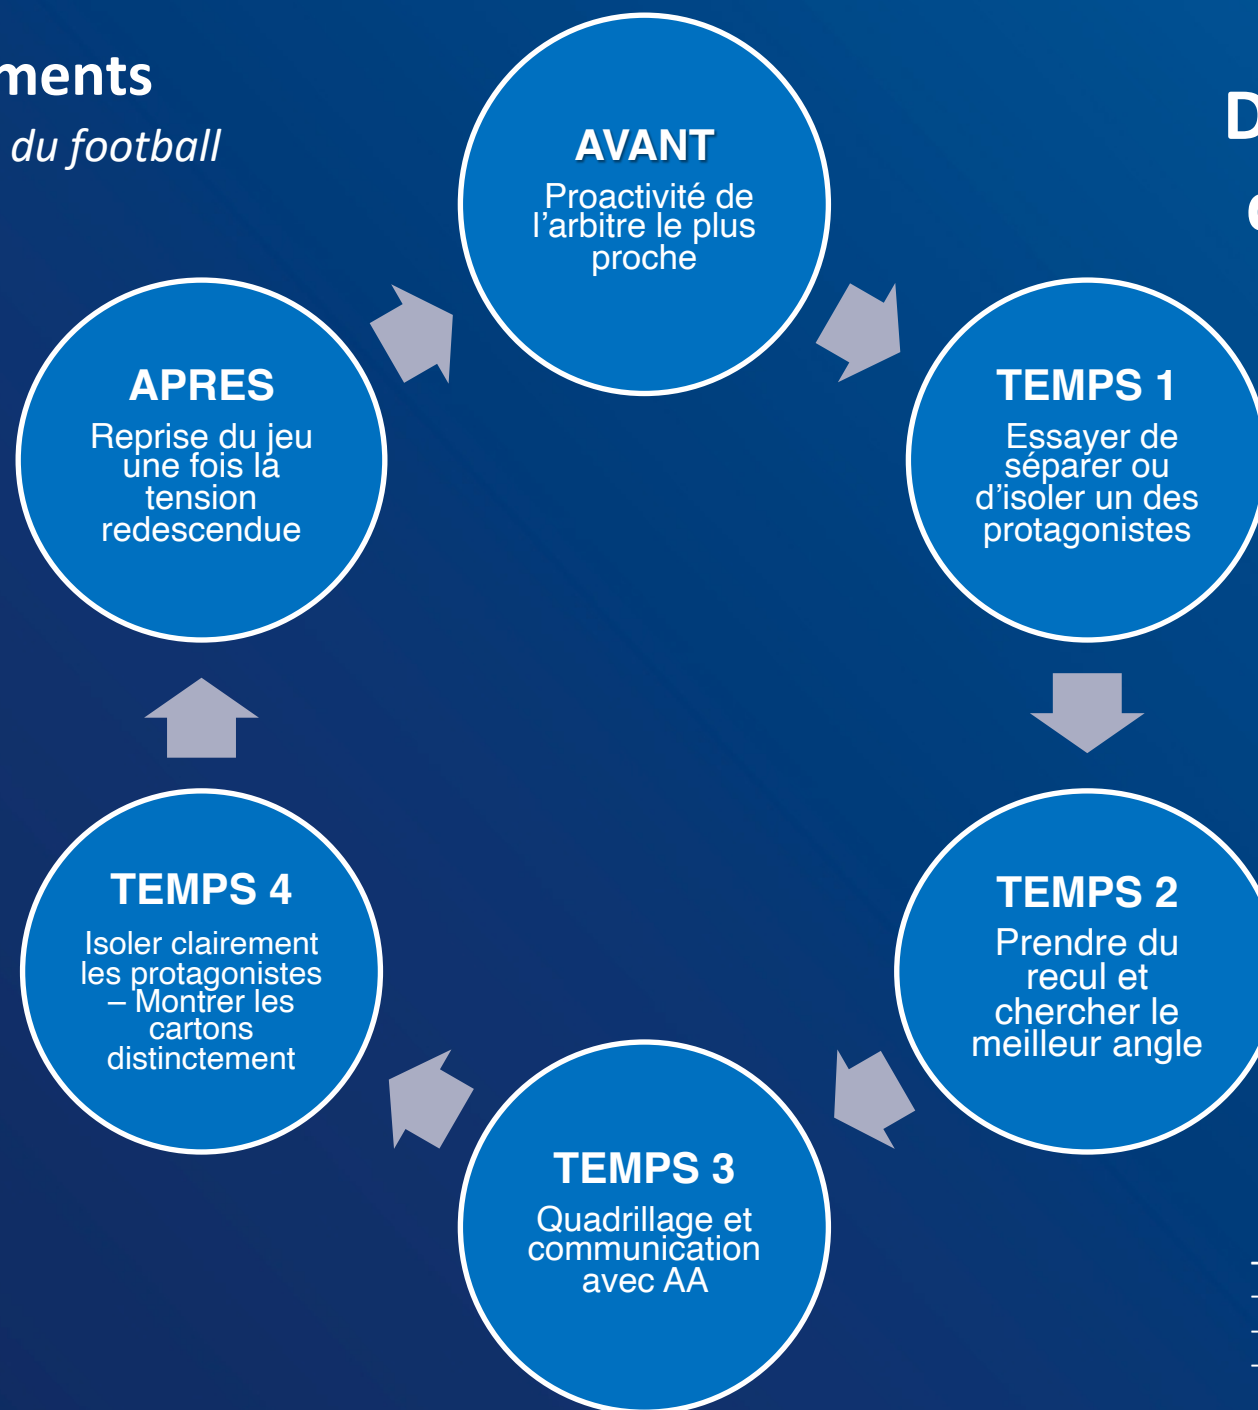 du football
AVANT
Proactivité de
l’arbitre le plus
proche
TEMPS 1
Essayer de
séparer ou
d’isoler un des
protagonistes
TEMPS 2
Prendre du
recul et
chercher le
meilleur angle
TEMPS 3
Quadrillage et
communication
avec AA
TEMPS 4
Isoler clairement
les protagonistes
– Montrer les
cartons
distinctement
APRES
Reprise du jeu
une fois la
tension
redescendue